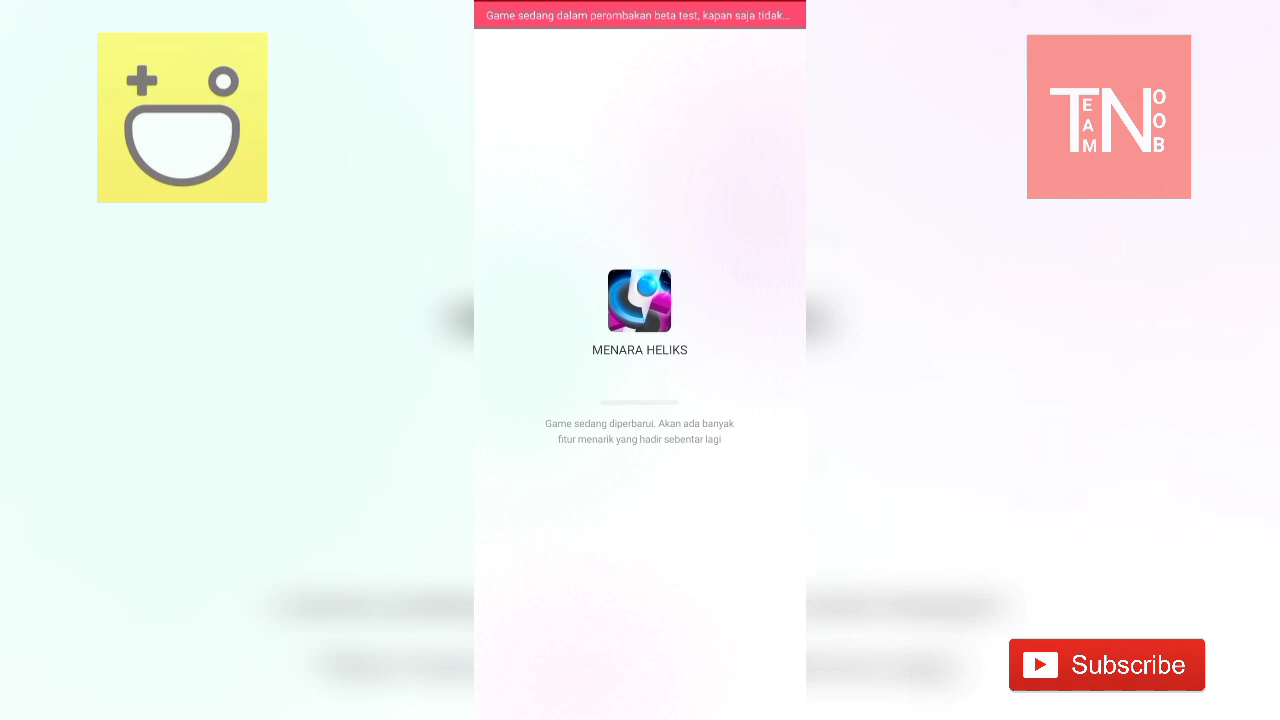 Game sedang dalam perombakan beta test, kapan saja tidak...
TEAM NOOB
MENARA HELIKS
Game sedang diperbarui. Akan ada banyak
fitur menarik yang hadir sebentar lagi
Subscribe